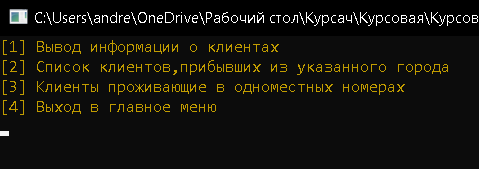 C:\Users\andre\OneDrive\Рабочий стол\Курсач\Курсовая\Курсов
[1] Вывод информации о клиентах
[2] Список клиентов,прибывших из указанного города
[3] Клиенты проживающие в одноместных номерах
[4] Выход в главное меню